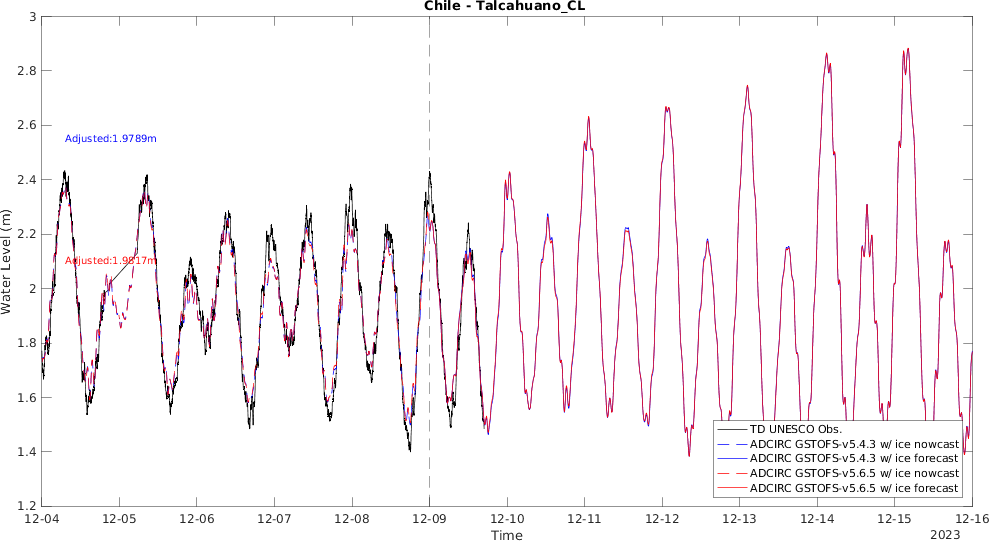 Chile - Talcahuano_CL
3
2.8
2.6
2.4
2.2
2
1.8
1.6
1.4
1.2
Water Level (m)
Adjusted:1.9789m
Adjusted:1.9817m
TD UNESCO Obs.
ADCIRC GSTOFS-v5.4.3 w/ ice nowcast
ADCIRC GSTOFS-v5.4.3 w/ ice forecast
ADCIRC GSTOFS-v5.6.5 w/ ice nowcast
ADCIRC GSTOFS-v5.6.5 w/ ice forecast
12-04 12-05 12-06 12-07 12-08 12-09 12-10 12-11 12-12 12-13 12-14 12-15 12-16
Time
2023